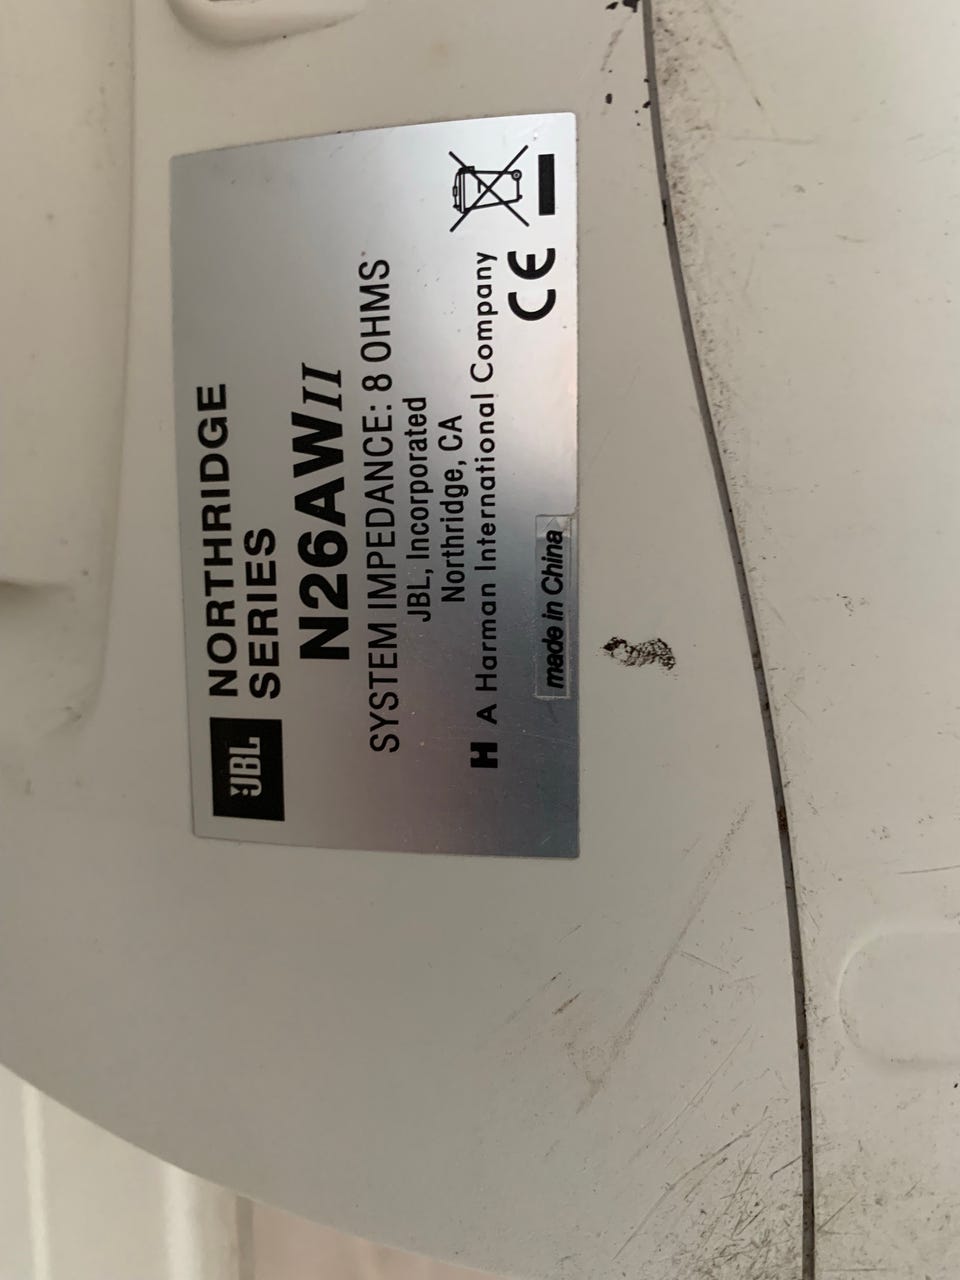 JBL NORTHRIDGE
SERIES
N26AWII
SYSTEM IMPEDANCE: 8 OHMS
JBL, Incorporated
Northridge, CA
H A Harman International Company
made in China
CE